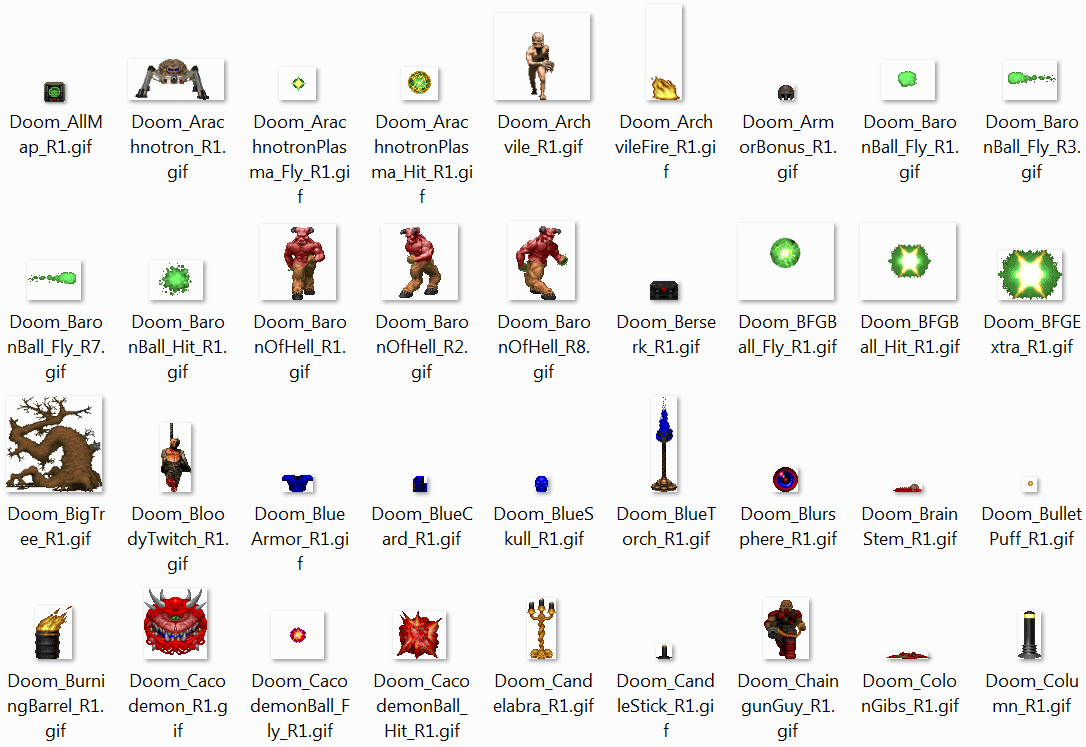 Doom_AllM
ap_R1.gif
Doom_Arac
hnotron_R1.
gif
Doom_Arac
hnotronPlas
ma_Fly_R1.gi
f
Doom_Arac
hnotronPlas
ma_Hit_R1.gi
f
Doom_Arch
vile_R1.gif
Doom_Arch
vileFire_R1.gi
f
Doom_Arm
orBonus_R1.
gif
Doom_Baro
nBall_Fly_R1.
gif
Doom_Baro
nBall_Fly_R3.
gif
Doom_Baro
nBall_Fly_R7.
gif
Doom_Baro
nBall_Hit_R1.
gif
Doom_Baro
nOfHell_R1.
gif
Doom_Baro
nOfHell_R2.
gif
Doom_Baro
nOfHell_R8.
gif
Doom_Berse
rk_R1.gif
Doom_BFGB
all_Fly_R1.gif
Doom_BFGB
all_Hit_R1.gif
Doom_BFGE
xtra_R1.gif
Doom_BigTr
ee_R1.gif
Doom_Bloo
dyTwitch_R1.
gif
Doom_Blue
Armor_R1.gi
f
Doom_BlueC
ard_R1.gif
Doom_BlueS
kull_R1.gif
Doom_BlueT
orch_R1.gif
Doom_Blurs
phere_R1.gif
Doom_Brain
Stem_R1.gif
Doom_Bullet
Puff_R1.gif
Doom_Burni
ngBarrel_R1.
gif
Doom_Caco
demon_R1.g
if
Doom_Caco
demonBall_F
ly_R1.gif
Doom_Caco
demonBall_
Hit_R1.gif
Doom_Cand
elabra_R1.gif
Doom_Cand
leStick_R1.gi
f
Doom_Chain
gunGuy_R1.
gif
Doom_Colo
nGibs_R1.gif
Doom_Colu
mn_R1.gif